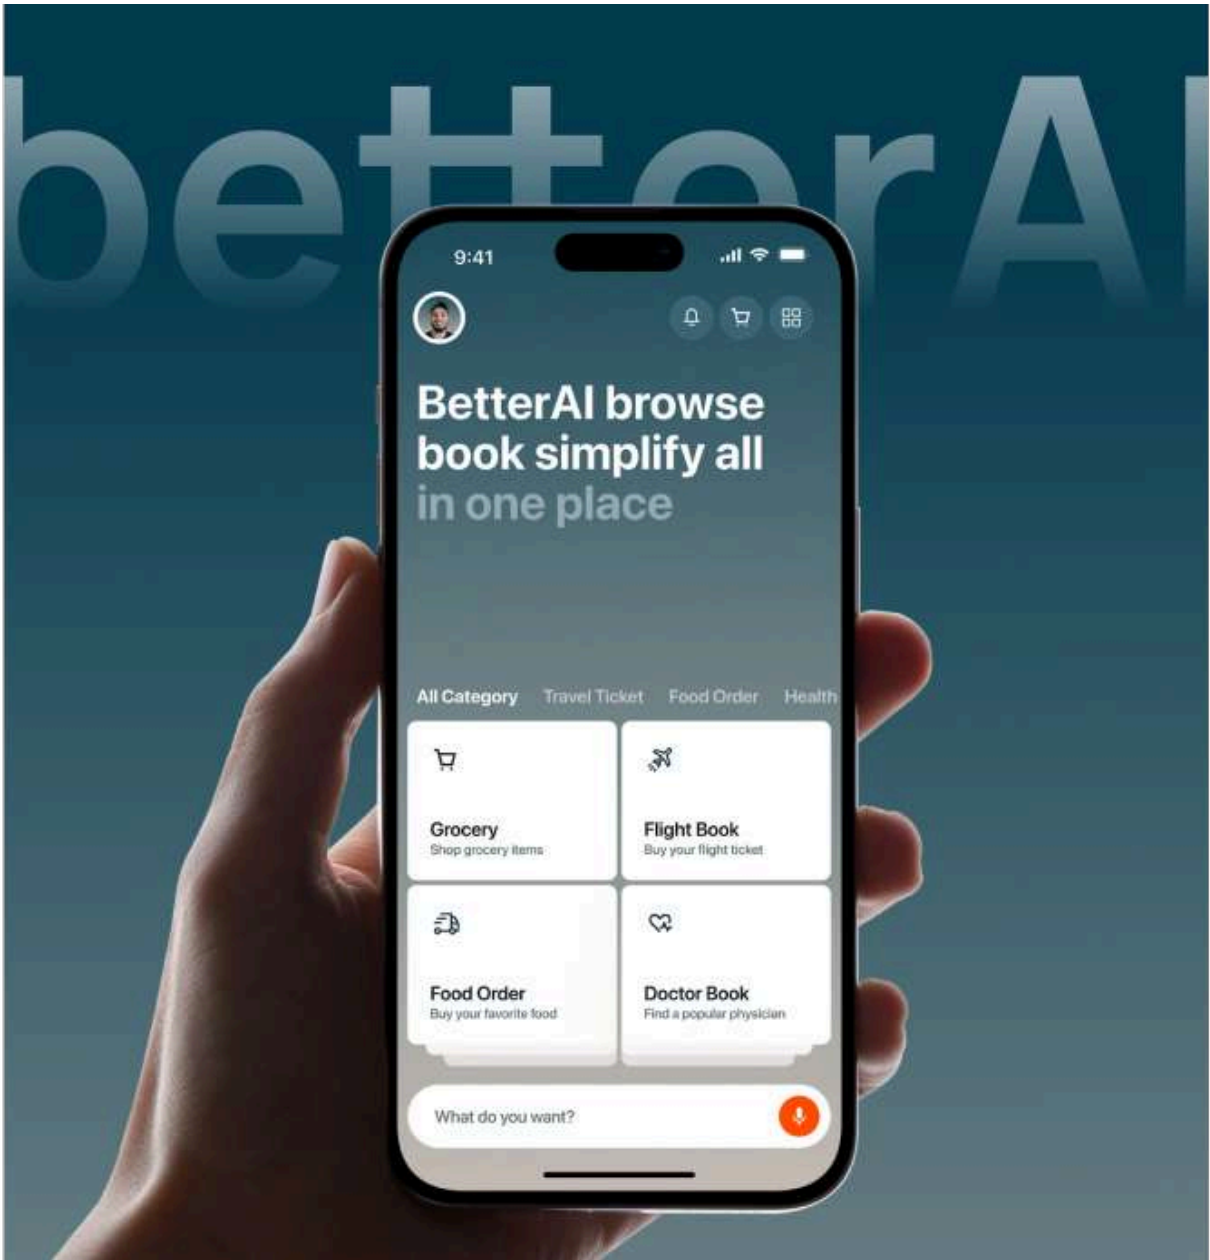 betterAI
9:41
BetterAI browse
book simplify all
in one place
All Category Travel Ticket Food Order Health
Grocery
Shop grocery items
Flight Book
Buy your flight ticket
Food Order
Buy your favorite food
Doctor Book
Find a popular physician
What do you want?